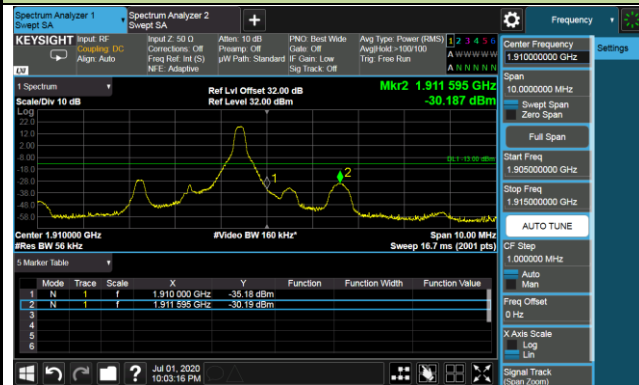 Spectrum Analyzer 1
Swept SA
Spectrum Analyzer 2
Swept SA
+
Frequency
KEYSIGHT
Input: RF
Coupling: DC
Align: Auto
Input Z: 50 Ω
Corrections: Off
Freq Ref: Int (S)
NFE: Adaptive
Atten: 10 dB
Preamp: Off
µW Path: Standard
PNO: Best Wide
Gate: Off
IF Gain: Low
Sig Track: Off
Avg Type: Power (RMS)
Avg|Hold:>100/100
Trig: Free Run
1 2 3 4 5 6
A W W W W W
A N N N N N
LXI
1 Spectrum
Scale/Div 10 dB
Ref Lvl Offset 32.00 dB
Ref Level 32.00 dBm
Mkr2 1.911 595 GHz
-30.187 dBm
Log
22.0
12.0
2.00
-8.00
-18.0
-28.0
-38.0
-48.0
-58.0
DL1 -13.00 dBm
1
2
Center 1.910000 GHz
#Res BW 56 kHz
#Video BW 160 kHz*
Span 10.00 MHz
Sweep 16.7 ms (2001 pts)
5 Marker Table
Mode Trace Scale X Y Function Function Width Function Value
1 N 1 f 1.910 000 GHz -35.18 dBm
2 N 1 f 1.911 595 GHz -30.19 dBm
3
4
5
6
Jul 01, 2020
10:03:16 PM
?
Center Frequency
1.910000000 GHz
Settings
Span
10.0000000 MHz
Swept Span
Zero Span
Full Span
Start Freq
1.905000000 GHz
Stop Freq
1.915000000 GHz
AUTO TUNE
CF Step
1.000000 MHz
Auto
Man
Freq Offset
0 Hz
X Axis Scale
Log
Lin
Signal Track
(Span Zoom)